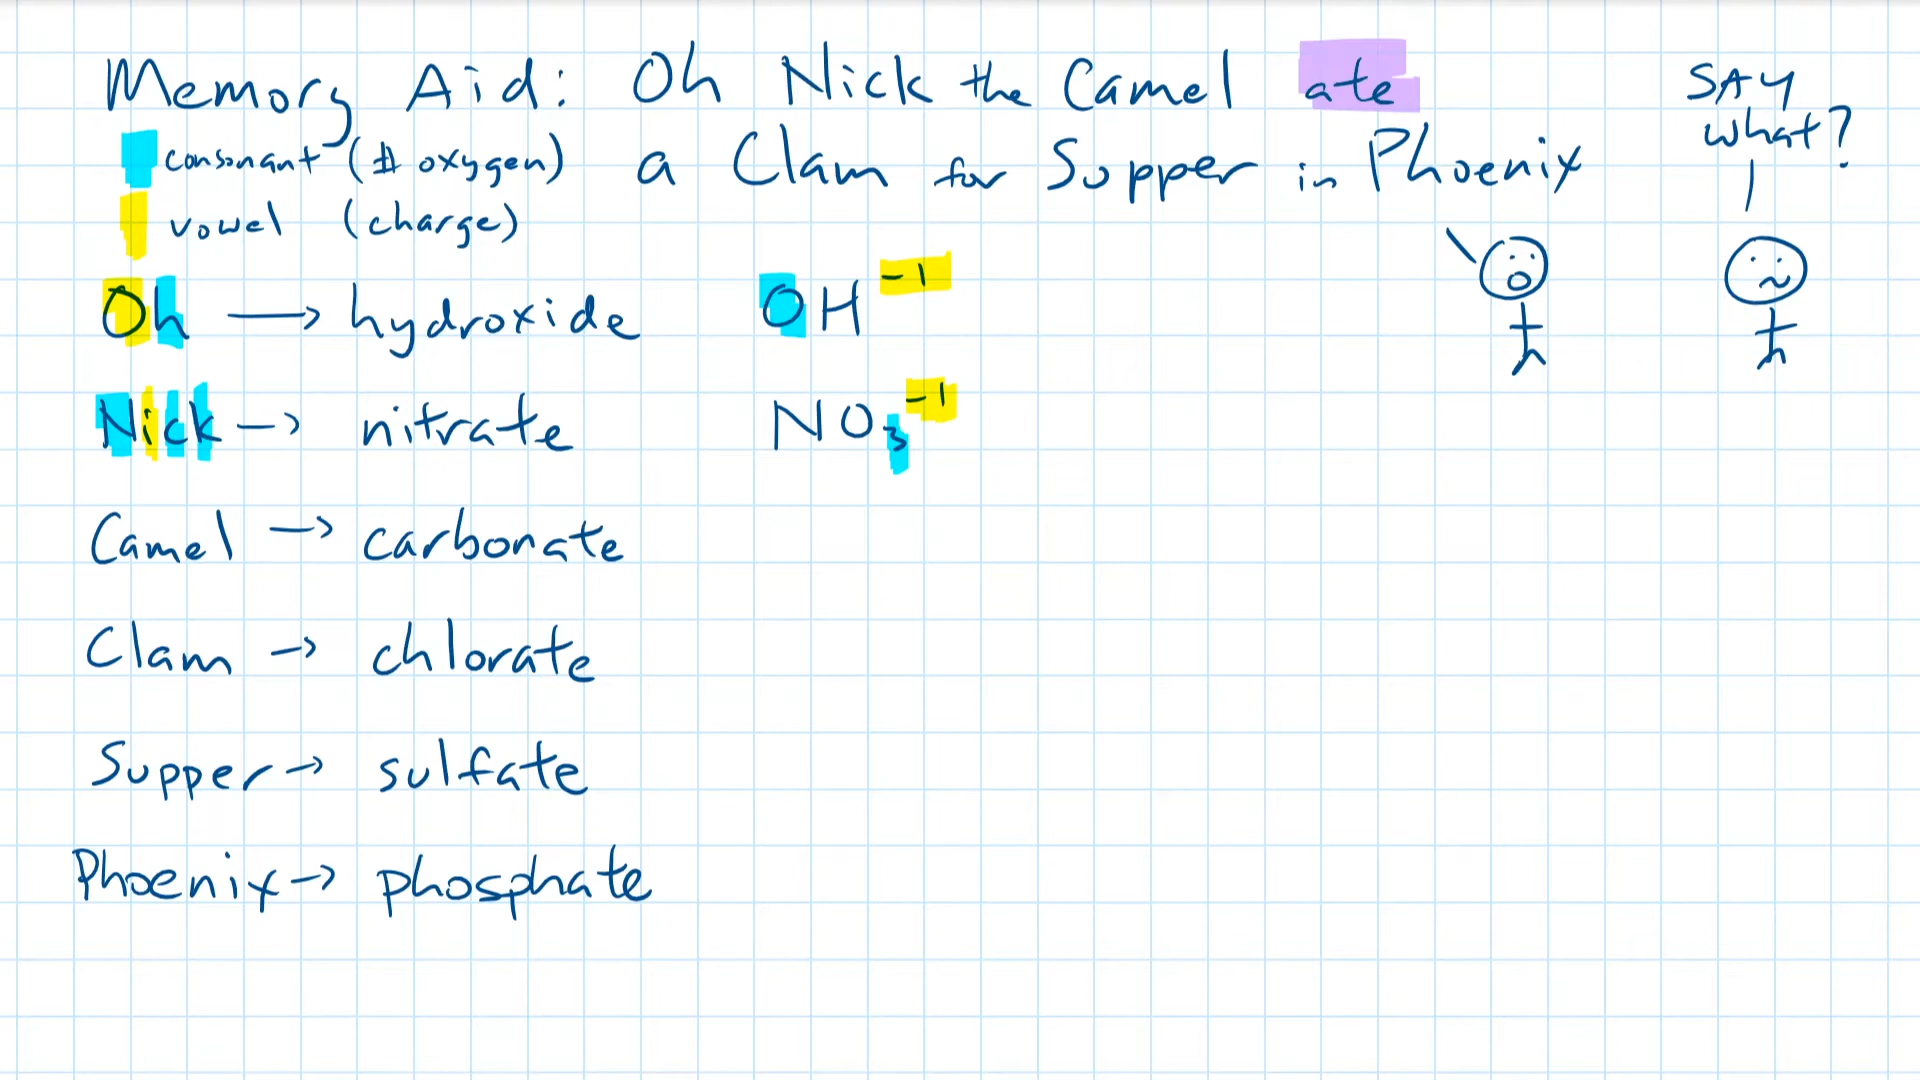 Memory Aid: Oh Nick the Camel ate
a Clam for Supper in Phoenix
SAY
what?
consonant (# oxygen)
vowel (charge)
Oh → hydroxide OH⁻¹
Nick → nitrate NO₃⁻¹
Camel → carbonate
Clam → chlorate
Supper → sulfate
Phoenix → phosphate